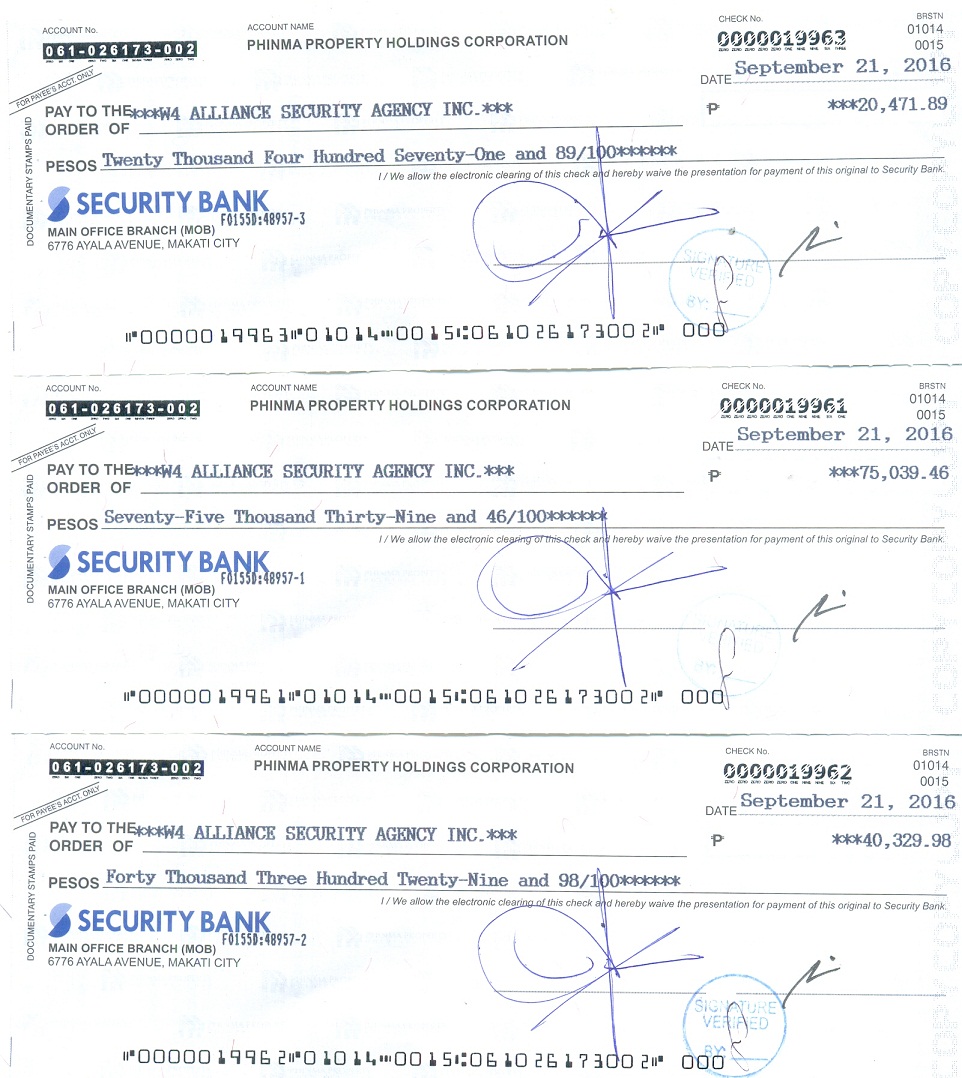 ACCOUNT No. ACCOUNT NAME CHECK No. BRSTN
061-026173-002 PHINMA PROPERTY HOLDINGS CORPORATION 0000019963 01014
0015
FOR PAYEE'S ACCT. ONLY
DATE September 21, 2016
PAY TO THE ***W4 ALLIANCE SECURITY AGENCY INC.*** ₱ ***20,471.89
ORDER OF
PESOS Twenty Thousand Four Hundred Seventy-One and 89/100******
I / We allow the electronic clearing of this check and hereby waive the presentation for payment of this original to Security Bank.
DOCUMENTARY STAMPS PAID
SECURITY BANK
F0155D:48957-3
MAIN OFFICE BRANCH (MOB)
6776 AYALA AVENUE, MAKATI CITY
SIGNATURE
VERIFIED
BY:
⑈0000019963⑈01014⑉0015⑆061026173002⑈ 000
ACCOUNT No. ACCOUNT NAME CHECK No. BRSTN
061-026173-002 PHINMA PROPERTY HOLDINGS CORPORATION 0000019961 01014
0015
FOR PAYEE'S ACCT. ONLY
DATE September 21, 2016
PAY TO THE ***W4 ALLIANCE SECURITY AGENCY INC.*** ₱ ***75,039.46
ORDER OF
PESOS Seventy-Five Thousand Thirty-Nine and 46/100******
I / We allow the electronic clearing of this check and hereby waive the presentation for payment of this original to Security Bank.
DOCUMENTARY STAMPS PAID
SECURITY BANK
F0155D:48957-1
MAIN OFFICE BRANCH (MOB)
6776 AYALA AVENUE, MAKATI CITY
SIGNATURE
VERIFIED
BY:
⑈0000019961⑈01014⑉0015⑆061026173002⑈ 000
ACCOUNT No. ACCOUNT NAME CHECK No. BRSTN
061-026173-002 PHINMA PROPERTY HOLDINGS CORPORATION 0000019962 01014
0015
FOR PAYEE'S ACCT. ONLY
DATE September 21, 2016
PAY TO THE ***W4 ALLIANCE SECURITY AGENCY INC.*** ₱ ***40,329.98
ORDER OF
PESOS Forty Thousand Three Hundred Twenty-Nine and 98/100******
I / We allow the electronic clearing of this check and hereby waive the presentation for payment of this original to Security Bank.
DOCUMENTARY STAMPS PAID
SECURITY BANK
F0155D:48957-2
MAIN OFFICE BRANCH (MOB)
6776 AYALA AVENUE, MAKATI CITY
SIGNATURE
VERIFIED
BY:
⑈0000019962⑈01014⑉0015⑆061026173002⑈ 000